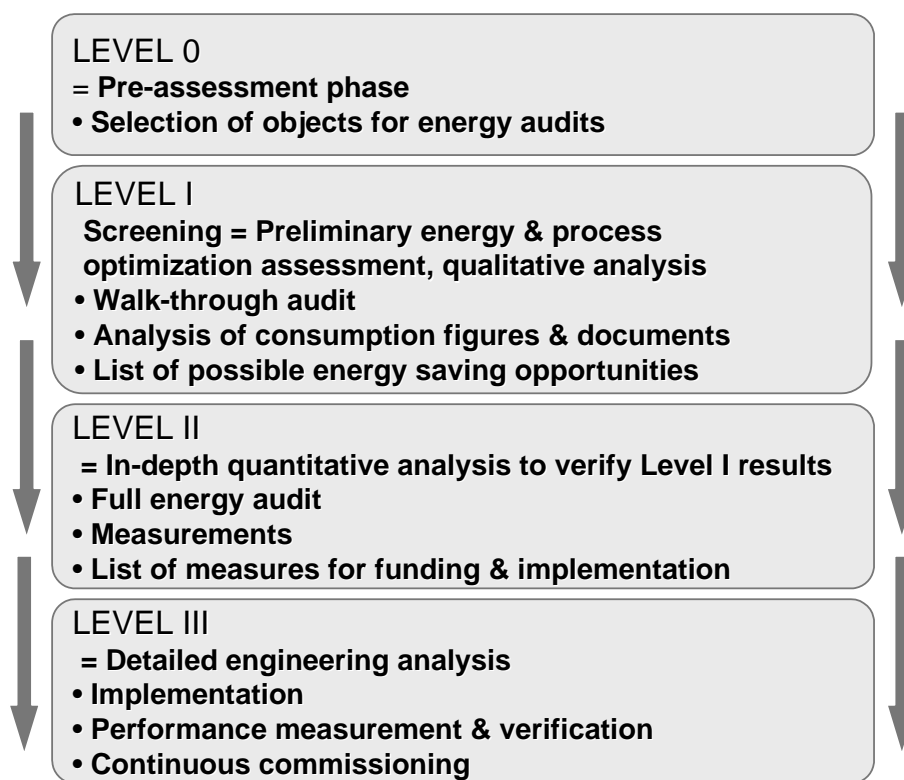 LEVEL 0
= Pre-assessment phase
• Selection of objects for energy audits
LEVEL I
Screening = Preliminary energy & process
optimization assessment, qualitative analysis
• Walk-through audit
• Analysis of consumption figures & documents
• List of possible energy saving opportunities
LEVEL II
= In-depth quantitative analysis to verify Level I results
• Full energy audit
• Measurements
• List of measures for funding & implementation
LEVEL III
= Detailed engineering analysis
• Implementation
• Performance measurement & verification
• Continuous commissioning